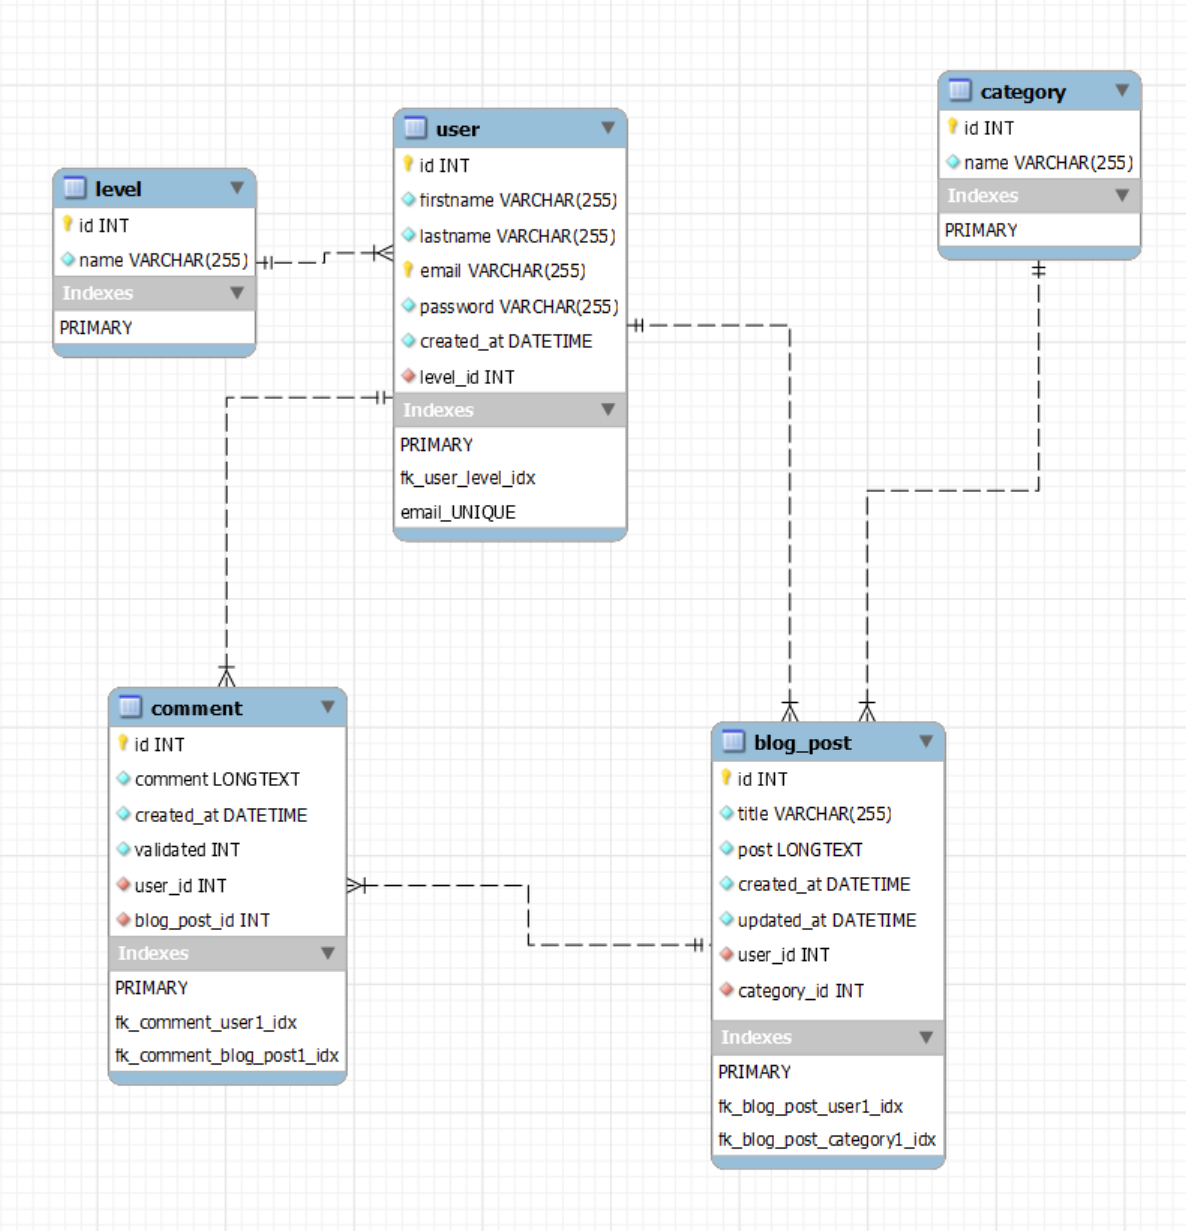 level
id INT
name VARCHAR(255)
Indexes
PRIMARY
user
id INT
firstname VARCHAR(255)
lastname VARCHAR(255)
email VARCHAR(255)
password VARCHAR(255)
created_at DATETIME
level_id INT
Indexes
PRIMARY
fk_user_level_idx
email_UNIQUE
category
id INT
name VARCHAR(255)
Indexes
PRIMARY
comment
id INT
comment LONGTEXT
created_at DATETIME
validated INT
user_id INT
blog_post_id INT
Indexes
PRIMARY
fk_comment_user1_idx
fk_comment_blog_post1_idx
blog_post
id INT
title VARCHAR(255)
post LONGTEXT
created_at DATETIME
updated_at DATETIME
user_id INT
category_id INT
Indexes
PRIMARY
fk_blog_post_user1_idx
fk_blog_post_category1_idx